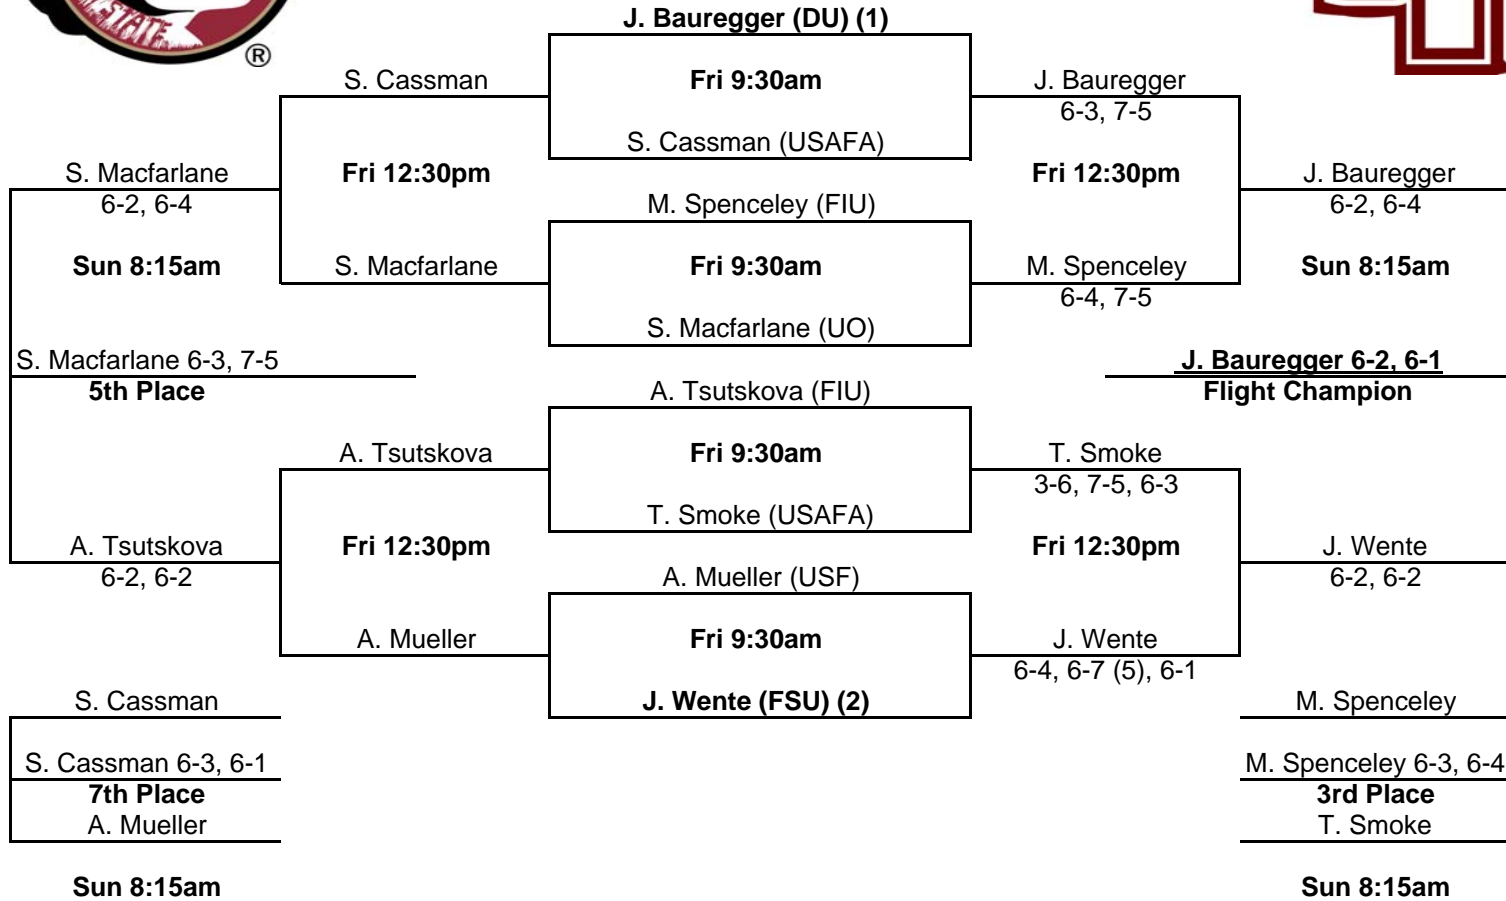 STATE
®
J. Bauregger (DU) (1)
S. Cassman Fri 9:30am J. Bauregger
6-3, 7-5
S. Cassman (USAFA)
S. Macfarlane Fri 12:30pm Fri 12:30pm J. Bauregger
6-2, 6-4 M. Spenceley (FIU) 6-2, 6-4
Sun 8:15am S. Macfarlane Fri 9:30am M. Spenceley Sun 8:15am
6-4, 7-5
S. Macfarlane (UO)
S. Macfarlane 6-3, 7-5 J. Bauregger 6-2, 6-1
5th Place A. Tsutskova (FIU) Flight Champion
A. Tsutskova Fri 9:30am T. Smoke
3-6, 7-5, 6-3
T. Smoke (USAFA)
A. Tsutskova Fri 12:30pm Fri 12:30pm J. Wente
6-2, 6-2 A. Mueller (USF) 6-2, 6-2
A. Mueller Fri 9:30am J. Wente
6-4, 6-7 (5), 6-1
S. Cassman J. Wente (FSU) (2) M. Spenceley
S. Cassman 6-3, 6-1 M. Spenceley 6-3, 6-4
7th Place 3rd Place
A. Mueller T. Smoke
Sun 8:15am Sun 8:15am